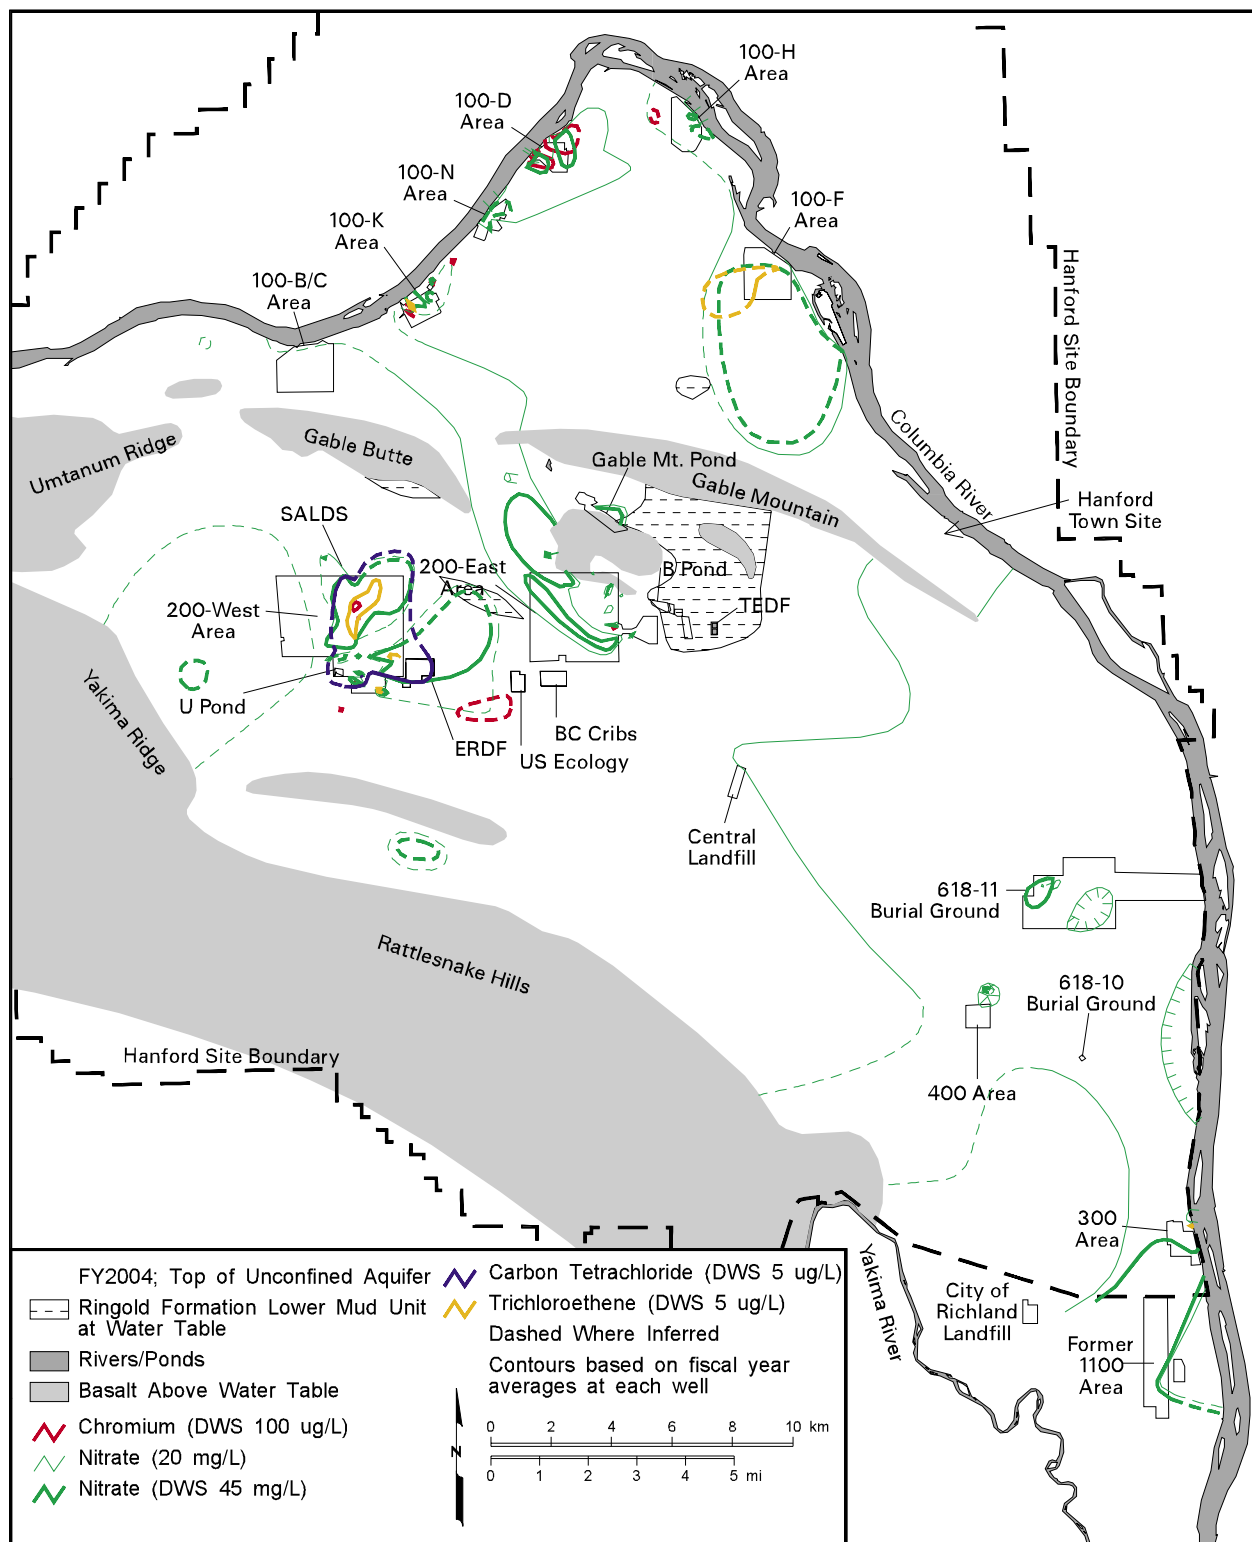 100-H
Area
100-D
Area
100-N
Area
100-K
Area
100-F
Area
100-B/C
Area
Hanford Site Boundary
Columbia River
Umtanum Ridge
Gable Butte
Gable Mt. Pond
Gable Mountain
Hanford
Town Site
SALDS
200-East
Area
B Pond
TEDF
200-West
Area
U Pond
Yakima Ridge
ERDF
BC Cribs
US Ecology
Central
Landfill
618-11
Burial Ground
Rattlesnake Hills
618-10
Burial Ground
Hanford Site Boundary
400 Area
300
Area
Yakima River
City of
Richland
Landfill
Former
1100
Area
FY2004; Top of Unconfined Aquifer
Ringold Formation Lower Mud Unit
at Water Table
Rivers/Ponds
Basalt Above Water Table
Chromium (DWS 100 ug/L)
Nitrate (20 mg/L)
Nitrate (DWS 45 mg/L)
Carbon Tetrachloride (DWS 5 ug/L)
Trichloroethene (DWS 5 ug/L)
Dashed Where Inferred
Contours based on fiscal year
averages at each well
N
0 2 4 6 8 10 km
0 1 2 3 4 5 mi